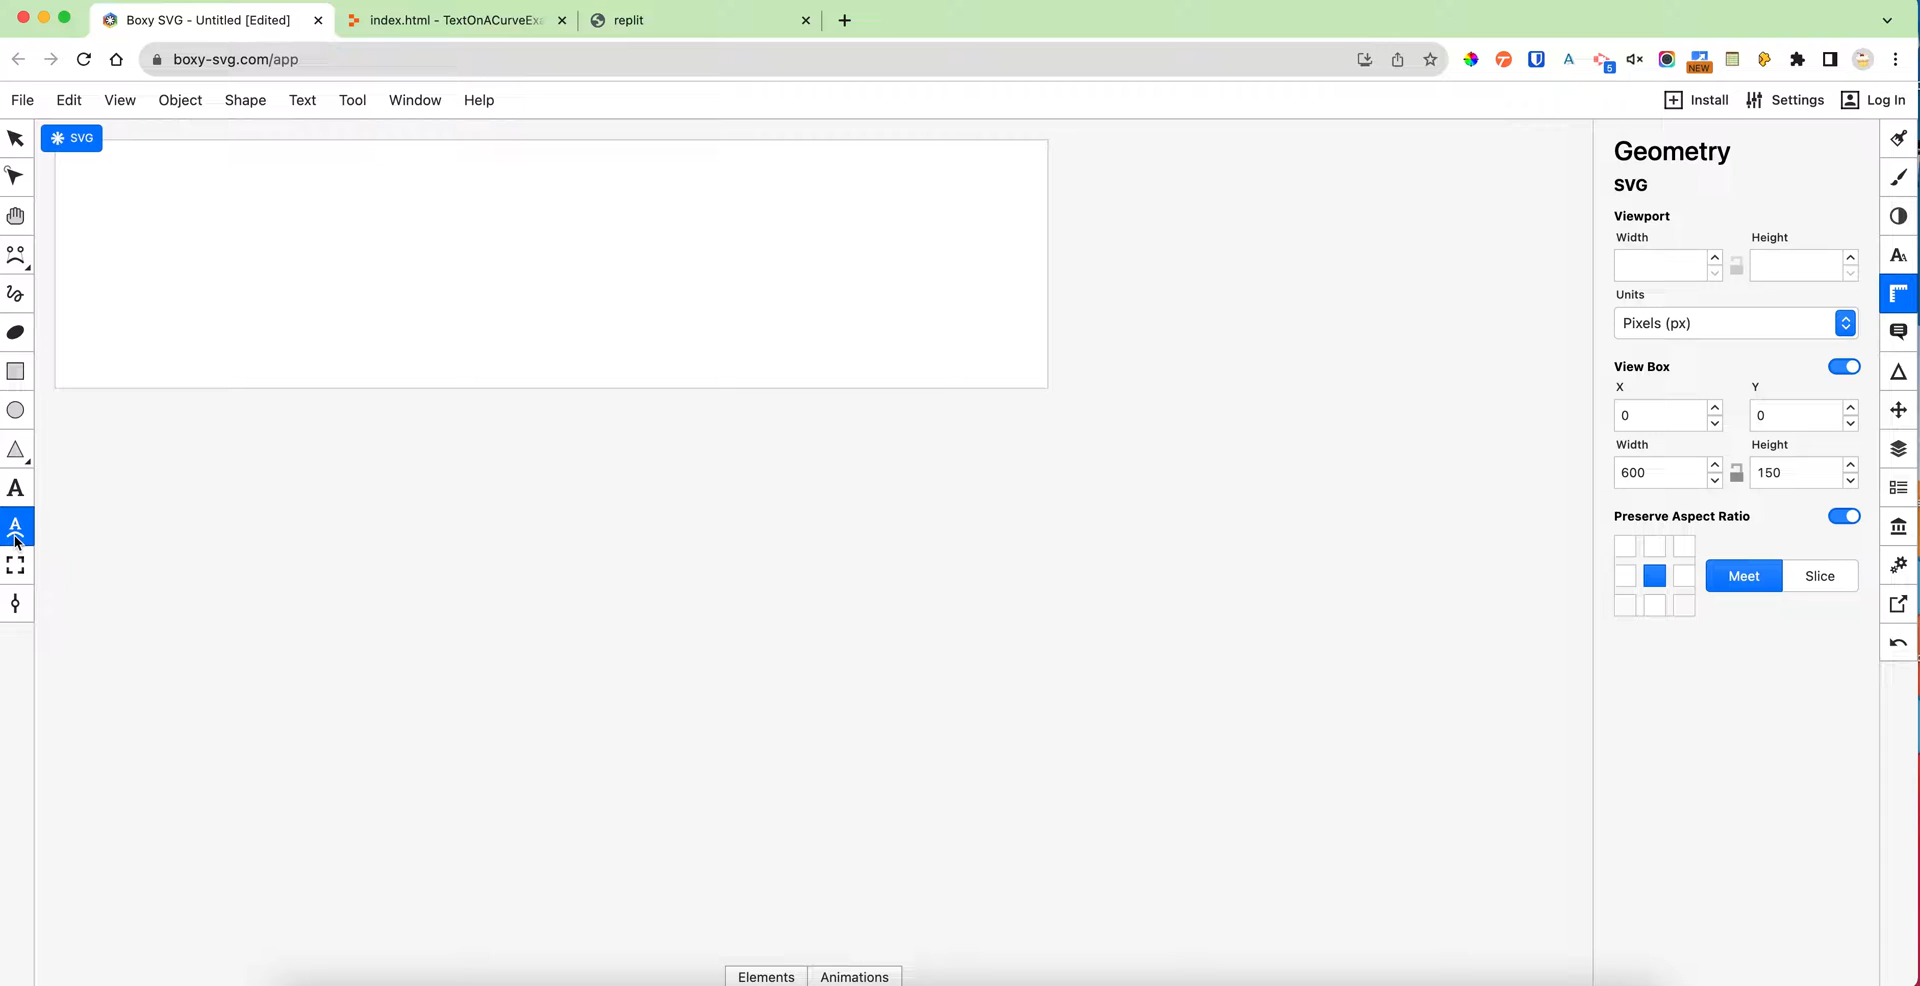 Boxy SVG - Untitled [Edited]
index.html - TextOnACurveExa
replit
boxy-svg.com/app
5
NEW
File Edit View Object Shape Text Tool Window Help
Install Settings Log In
SVG
Geometry
SVG
Viewport
Width Height
Units
Pixels (px)
View Box
X Y
0 0
Width Height
600 150
Preserve Aspect Ratio
Meet Slice
Elements Animations